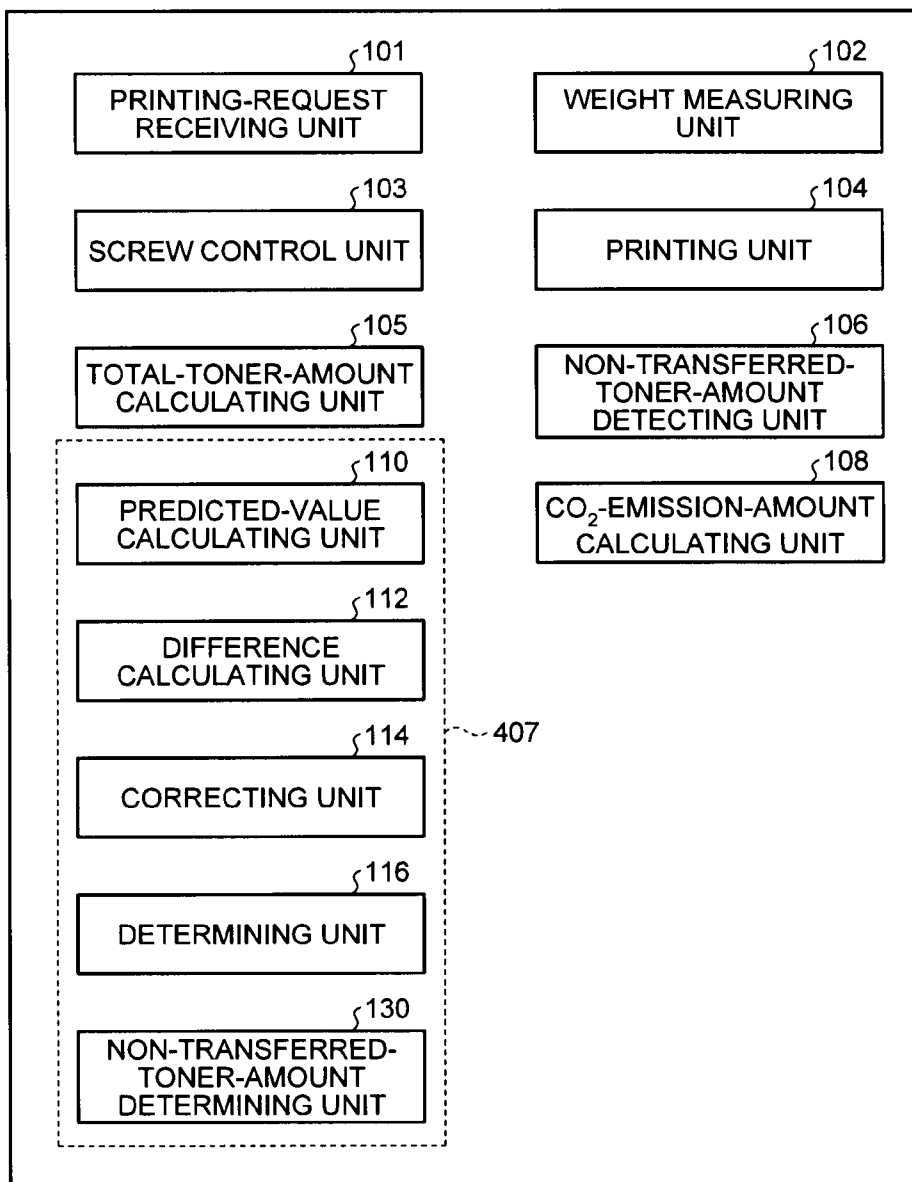 101
PRINTING-REQUEST
RECEIVING UNIT
102
WEIGHT MEASURING
UNIT
103
SCREW CONTROL UNIT
104
PRINTING UNIT
105
TOTAL-TONER-AMOUNT
CALCULATING UNIT
106
NON-TRANSFERRED-
TONER-AMOUNT
DETECTING UNIT
110
PREDICTED-VALUE
CALCULATING UNIT
108
CO₂-EMISSION-AMOUNT
CALCULATING UNIT
112
DIFFERENCE
CALCULATING UNIT
407
114
CORRECTING UNIT
116
DETERMINING UNIT
130
NON-TRANSFERRED-
TONER-AMOUNT
DETERMINING UNIT